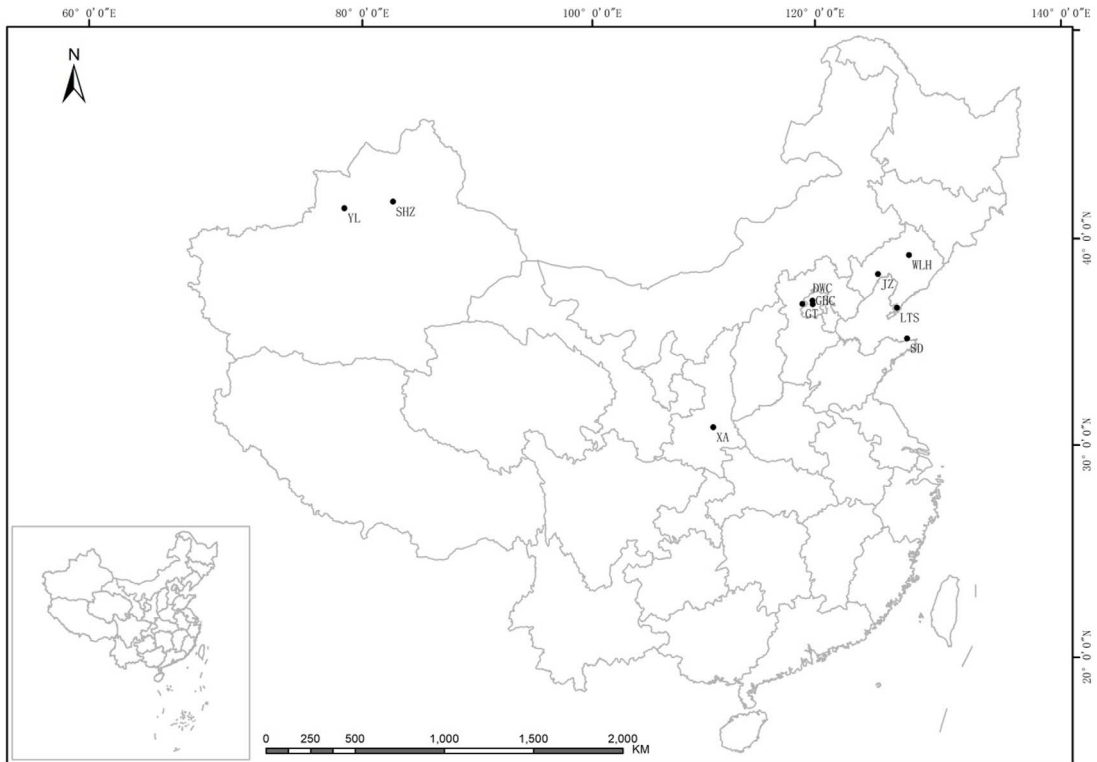 60° 0′0″E 80° 0′0″E 100° 0′0″E 120° 0′0″E 140° 0′0″E
N
YL
SHZ
40° 0′0″N
WLH
JZ
DWC
GBC
GT
LTS
SD
XA
30° 0′0″N
20° 0′0″N
0 250 500 1,000 1,500 2,000
KM